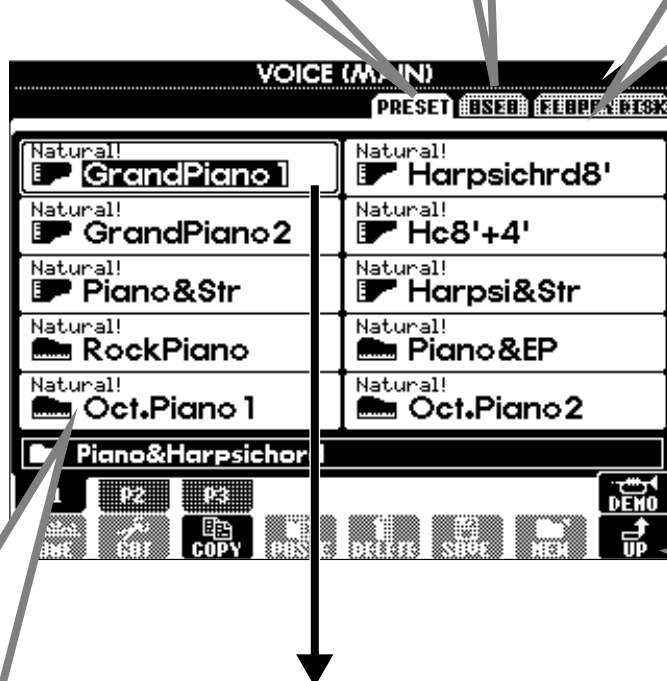 VOICE (MAIN)
PRESET USER FLOPPY DISK
Natural!
GrandPiano1
Natural!
Harpsichrd8'
Natural!
GrandPiano2
Natural!
Hc8'+4'
Natural!
Piano&Str
Natural!
Harpsi&Str
Natural!
RockPiano
Natural!
Piano&EP
Natural!
Oct.Piano1
Natural!
Oct.Piano2
Piano&Harpsichord
P2 P3
DEMO
COPY PASTE DELETE SAVE NEW UP